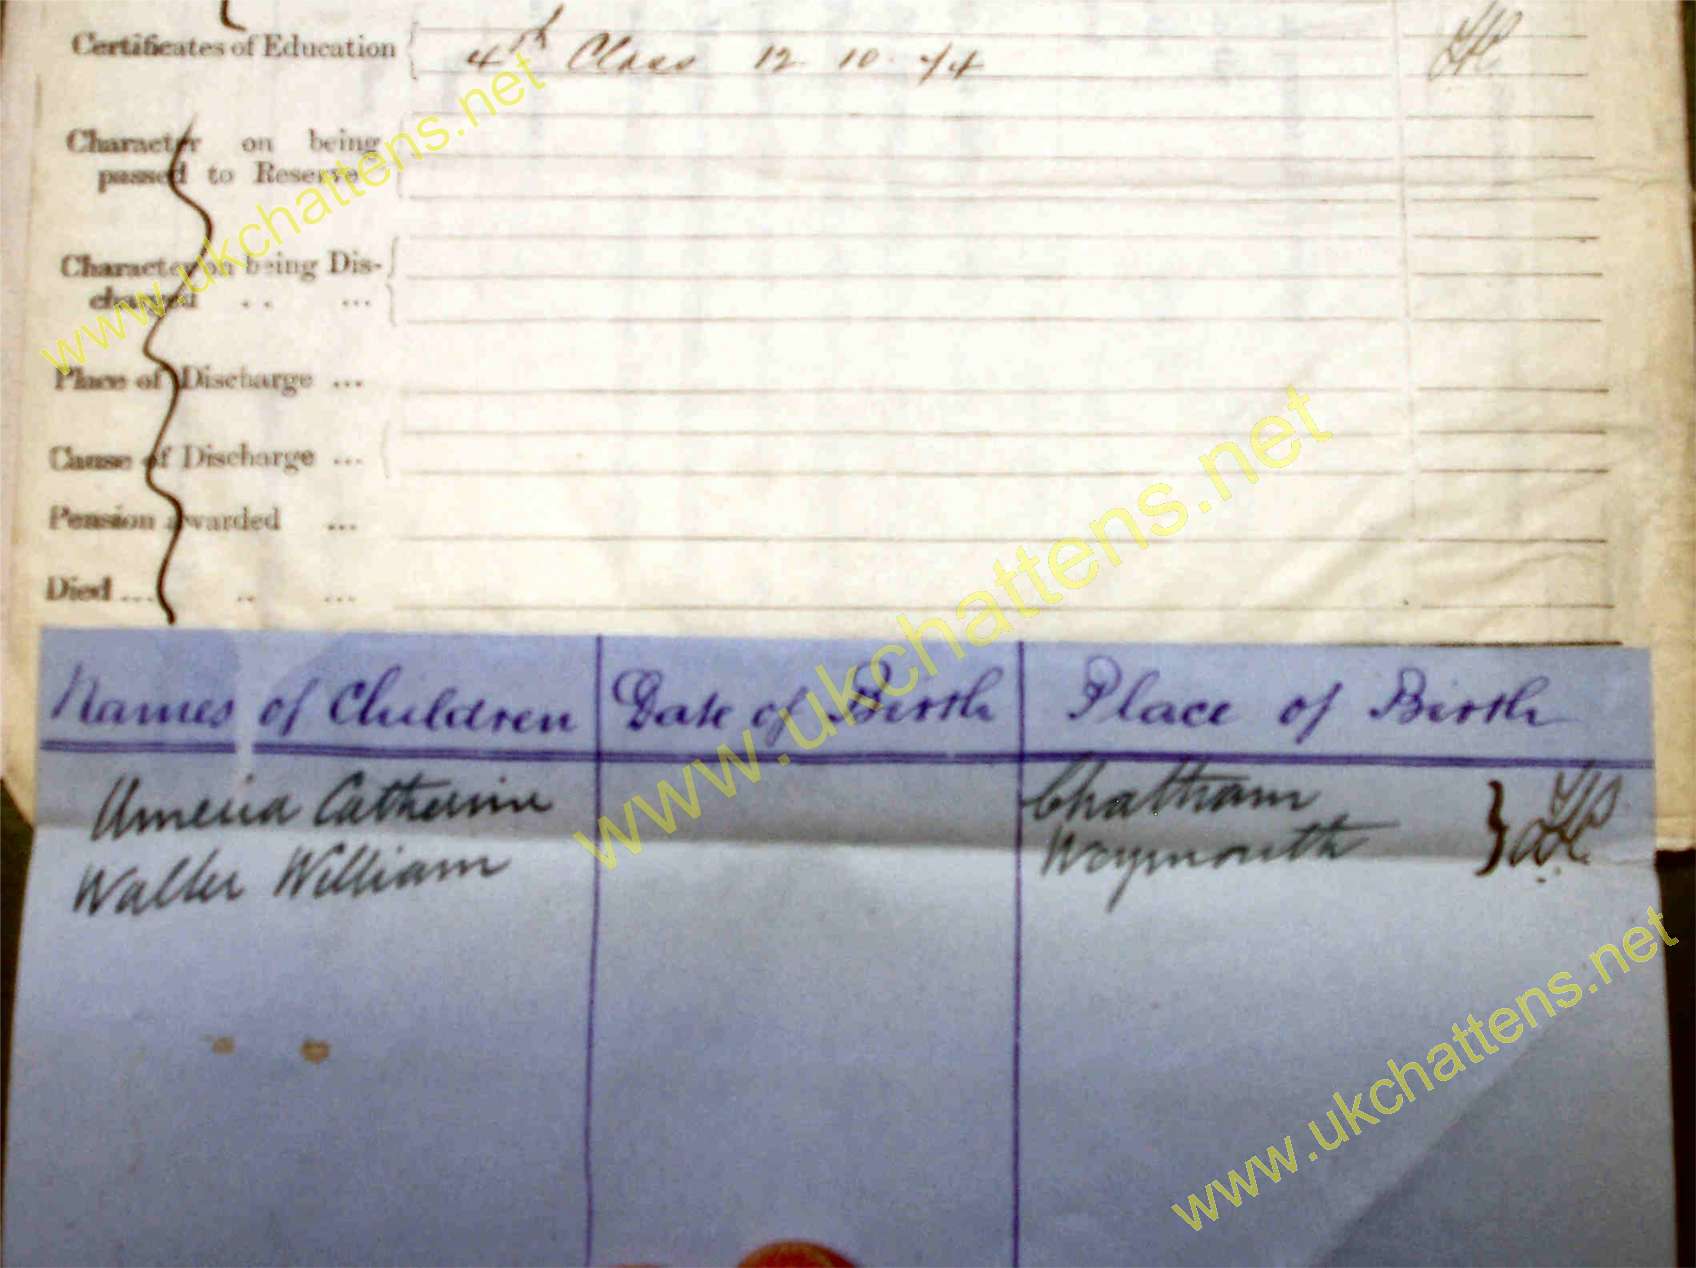 Certificates of Education 4th Class 12 10 74
Character on being
passed to Reserve
Character on being Dis-
charged .. ...
Place of Discharge ...
Cause of Discharge ...
Pension awarded ...
Died ... .. ...
Names of Children Date of Birth Place of Birth
Amelia Catherine Chatham
Walter William Weymouth
www.ukchattens.net
www.ukchattens.net
www.ukchattens.net